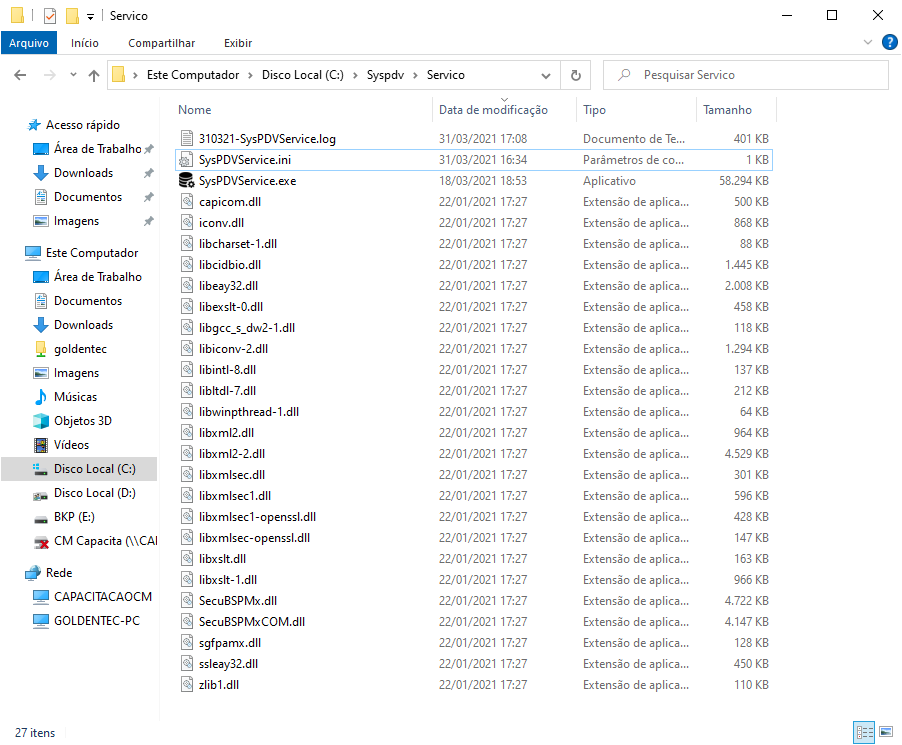 Servico
Arquivo Início Compartilhar Exibir
Este Computador Disco Local (C:) Syspdv Servico
Pesquisar Servico
Acesso rápido
Área de Trabalho
Downloads
Documentos
Imagens
Este Computador
Área de Trabalho
Documentos
Downloads
goldentec
Imagens
Músicas
Objetos 3D
Vídeos
Disco Local (C:)
Disco Local (D:)
BKP (E:)
CM Capacita (\\CAI
Rede
CAPACITACAOCM
GOLDENTEC-PC
Nome Data de modificação Tipo Tamanho
310321-SysPDVService.log 31/03/2021 17:08 Documento de Te... 401 KB
SysPDVService.ini 31/03/2021 16:34 Parâmetros de co... 1 KB
SysPDVService.exe 18/03/2021 18:53 Aplicativo 58.294 KB
capicom.dll 22/01/2021 17:27 Extensão de aplica... 500 KB
iconv.dll 22/01/2021 17:27 Extensão de aplica... 868 KB
libcharset-1.dll 22/01/2021 17:27 Extensão de aplica... 88 KB
libcidbio.dll 22/01/2021 17:27 Extensão de aplica... 1.445 KB
libeay32.dll 22/01/2021 17:27 Extensão de aplica... 2.008 KB
libexslt-0.dll 22/01/2021 17:27 Extensão de aplica... 458 KB
libgcc_s_dw2-1.dll 22/01/2021 17:27 Extensão de aplica... 118 KB
libiconv-2.dll 22/01/2021 17:27 Extensão de aplica... 1.294 KB
libintl-8.dll 22/01/2021 17:27 Extensão de aplica... 137 KB
libltdl-7.dll 22/01/2021 17:27 Extensão de aplica... 212 KB
libwinpthread-1.dll 22/01/2021 17:27 Extensão de aplica... 64 KB
libxml2.dll 22/01/2021 17:27 Extensão de aplica... 964 KB
libxml2-2.dll 22/01/2021 17:27 Extensão de aplica... 4.529 KB
libxmlsec.dll 22/01/2021 17:27 Extensão de aplica... 301 KB
libxmlsec1.dll 22/01/2021 17:27 Extensão de aplica... 596 KB
libxmlsec1-openssl.dll 22/01/2021 17:27 Extensão de aplica... 428 KB
libxmlsec-openssl.dll 22/01/2021 17:27 Extensão de aplica... 147 KB
libxslt.dll 22/01/2021 17:27 Extensão de aplica... 163 KB
libxslt-1.dll 22/01/2021 17:27 Extensão de aplica... 966 KB
SecuBSPMx.dll 22/01/2021 17:27 Extensão de aplica... 4.722 KB
SecuBSPMxCOM.dll 22/01/2021 17:27 Extensão de aplica... 4.147 KB
sgfpamx.dll 22/01/2021 17:27 Extensão de aplica... 128 KB
ssleay32.dll 22/01/2021 17:27 Extensão de aplica... 450 KB
zlib1.dll 22/01/2021 17:27 Extensão de aplica... 110 KB
27 itens